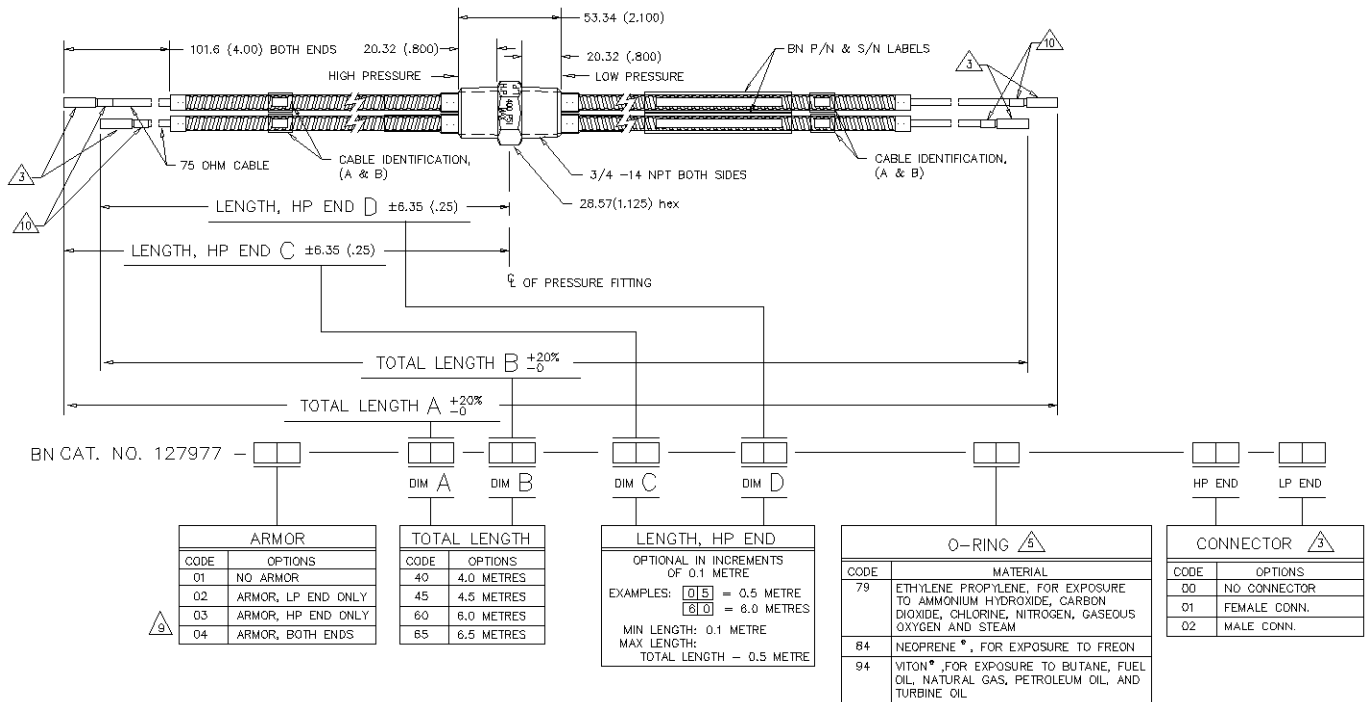 53.34 (2.100)
101.6 (4.00) BOTH ENDS
20.32 (.800)
BN P/N & S/N LABELS
10
20.32 (.800)
3
HIGH PRESSURE
LOW PRESSURE
HP LP
400 PSI
75 OHM CABLE
CABLE IDENTIFICATION,
(A & B)
CABLE IDENTIFICATION,
(A & B)
3
3/4 -14 NPT BOTH SIDES
28.57(1.125) hex
10
LENGTH, HP END D ±6.35 (.25)
LENGTH, HP END C ±6.35 (.25)
℄ OF PRESSURE FITTING
TOTAL LENGTH B +20% -0
TOTAL LENGTH A +20% -0
BN CAT. NO. 127977 -
DIM A
DIM B
DIM C
DIM D
HP END
LP END
ARMOR
CODE OPTIONS
01 NO ARMOR
02 ARMOR, LP END ONLY
03 ARMOR, HP END ONLY
04 ARMOR, BOTH ENDS
9
TOTAL LENGTH
CODE OPTIONS
40 4.0 METRES
45 4.5 METRES
60 6.0 METRES
65 6.5 METRES
LENGTH, HP END
OPTIONAL IN INCREMENTS
OF 0.1 METRE
EXAMPLES: 0 5 = 0.5 METRE
6 0 = 6.0 METRES
MIN LENGTH: 0.1 METRE
MAX LENGTH:
TOTAL LENGTH - 0.5 METRE
O-RING 5
CODE MATERIAL
79 ETHYLENE PROPYLENE, FOR EXPOSURE
TO AMMONIUM HYDROXIDE, CARBON
DIOXIDE, CHLORINE, NITROGEN, GASEOUS
OXYGEN AND STEAM
84 NEOPRENE ®, FOR EXPOSURE TO FREON
94 VITON® ,FOR EXPOSURE TO BUTANE, FUEL
OIL, NATURAL GAS, PETROLEUM OIL, AND
TURBINE OIL
CONNECTOR 3
CODE OPTIONS
00 NO CONNECTOR
01 FEMALE CONN.
02 MALE CONN.